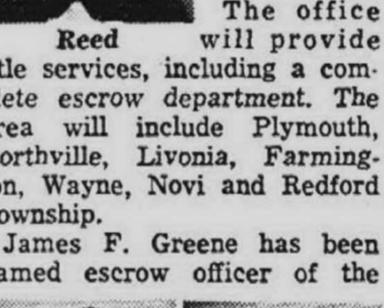 The office
Reed will provide
tle services, including a com-
lete escrow department. The
rea will include Plymouth,
orthville, Livonia, Farming-
on, Wayne, Novi and Redford
ownship.
James F. Greene has been
amed escrow officer of the